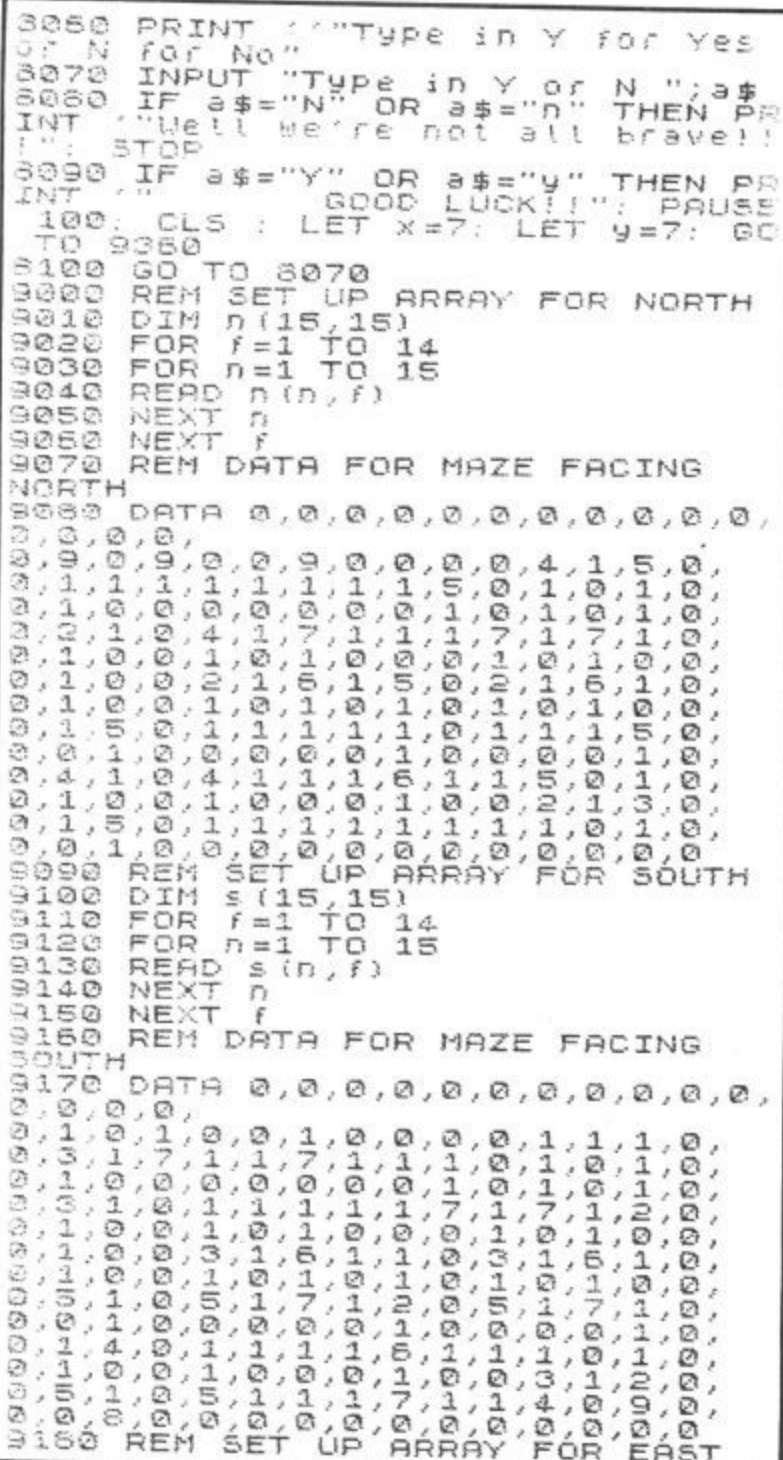 8060 PRINT ''"Type in Y for Yes
or N for No"
8070 INPUT "Type in Y or N ";a$
8080 IF a$="N" OR a$="n" THEN PR
INT '"Well we're not all brave!!
!": STOP
8090 IF a$="Y" OR a$="y" THEN PR
INT '"          GOOD LUCK!!": PAUSE
 100: CLS : LET x=7: LET y=7: GO
 TO 9360
8100 GO TO 8070
9000 REM SET UP ARRAY FOR NORTH
9010 DIM n(15,15)
9020 FOR f=1 TO 14
9030 FOR n=1 TO 15
9040 READ n(n,f)
9050 NEXT n
9060 NEXT f
9070 REM DATA FOR MAZE FACING
NORTH
9080 DATA 0,0,0,0,0,0,0,0,0,0,0,
0,0,0,0,
0,9,0,9,0,0,9,0,0,0,0,4,1,5,0,
0,1,1,1,1,1,1,1,1,5,0,1,0,1,0,
0,1,0,0,0,0,0,0,0,1,0,1,0,1,0,
0,2,1,0,4,1,7,1,1,1,7,1,7,1,0,
0,1,0,0,1,0,1,0,0,0,1,0,1,0,0,
0,1,0,0,2,1,6,1,5,0,2,1,6,1,0,
0,1,0,0,1,0,1,0,1,0,1,0,1,0,0,
0,1,5,0,1,1,1,1,1,0,1,1,1,5,0,
0,0,1,0,0,0,0,0,1,0,0,0,0,1,0,
0,4,1,0,4,1,1,1,6,1,1,5,0,1,0,
0,1,0,0,1,0,0,0,1,0,0,2,1,3,0,
0,1,5,0,1,1,1,1,1,1,1,1,0,1,0,
0,0,1,0,0,0,0,0,0,0,0,0,0,0,0
9090 REM SET UP ARRAY FOR SOUTH
9100 DIM s(15,15)
9110 FOR f=1 TO 14
9120 FOR n=1 TO 15
9130 READ s(n,f)
9140 NEXT n
9150 NEXT f
9160 REM DATA FOR MAZE FACING
SOUTH
9170 DATA 0,0,0,0,0,0,0,0,0,0,0,
0,0,0,0,
0,1,0,1,0,0,1,0,0,0,0,1,1,1,0,
0,3,1,7,1,1,7,1,1,1,0,1,0,1,0,
0,1,0,0,0,0,0,0,0,1,0,1,0,1,0,
0,3,1,0,1,1,1,1,1,7,1,7,1,2,0,
0,1,0,0,1,0,1,0,0,0,1,0,1,0,0,
0,1,0,0,3,1,6,1,1,0,3,1,6,1,0,
0,1,0,0,1,0,1,0,1,0,1,0,1,0,0,
0,5,1,0,5,1,7,1,2,0,5,1,7,1,0,
0,0,1,0,0,0,0,0,1,0,0,0,0,1,0,
0,1,4,0,1,1,1,1,6,1,1,1,0,1,0,
0,1,0,0,1,0,0,0,1,0,0,3,1,2,0,
0,5,1,0,5,1,1,1,7,1,1,4,0,9,0,
0,0,8,0,0,0,0,0,0,0,0,0,0,0,0
9180 REM SET UP ARRAY FOR EAST